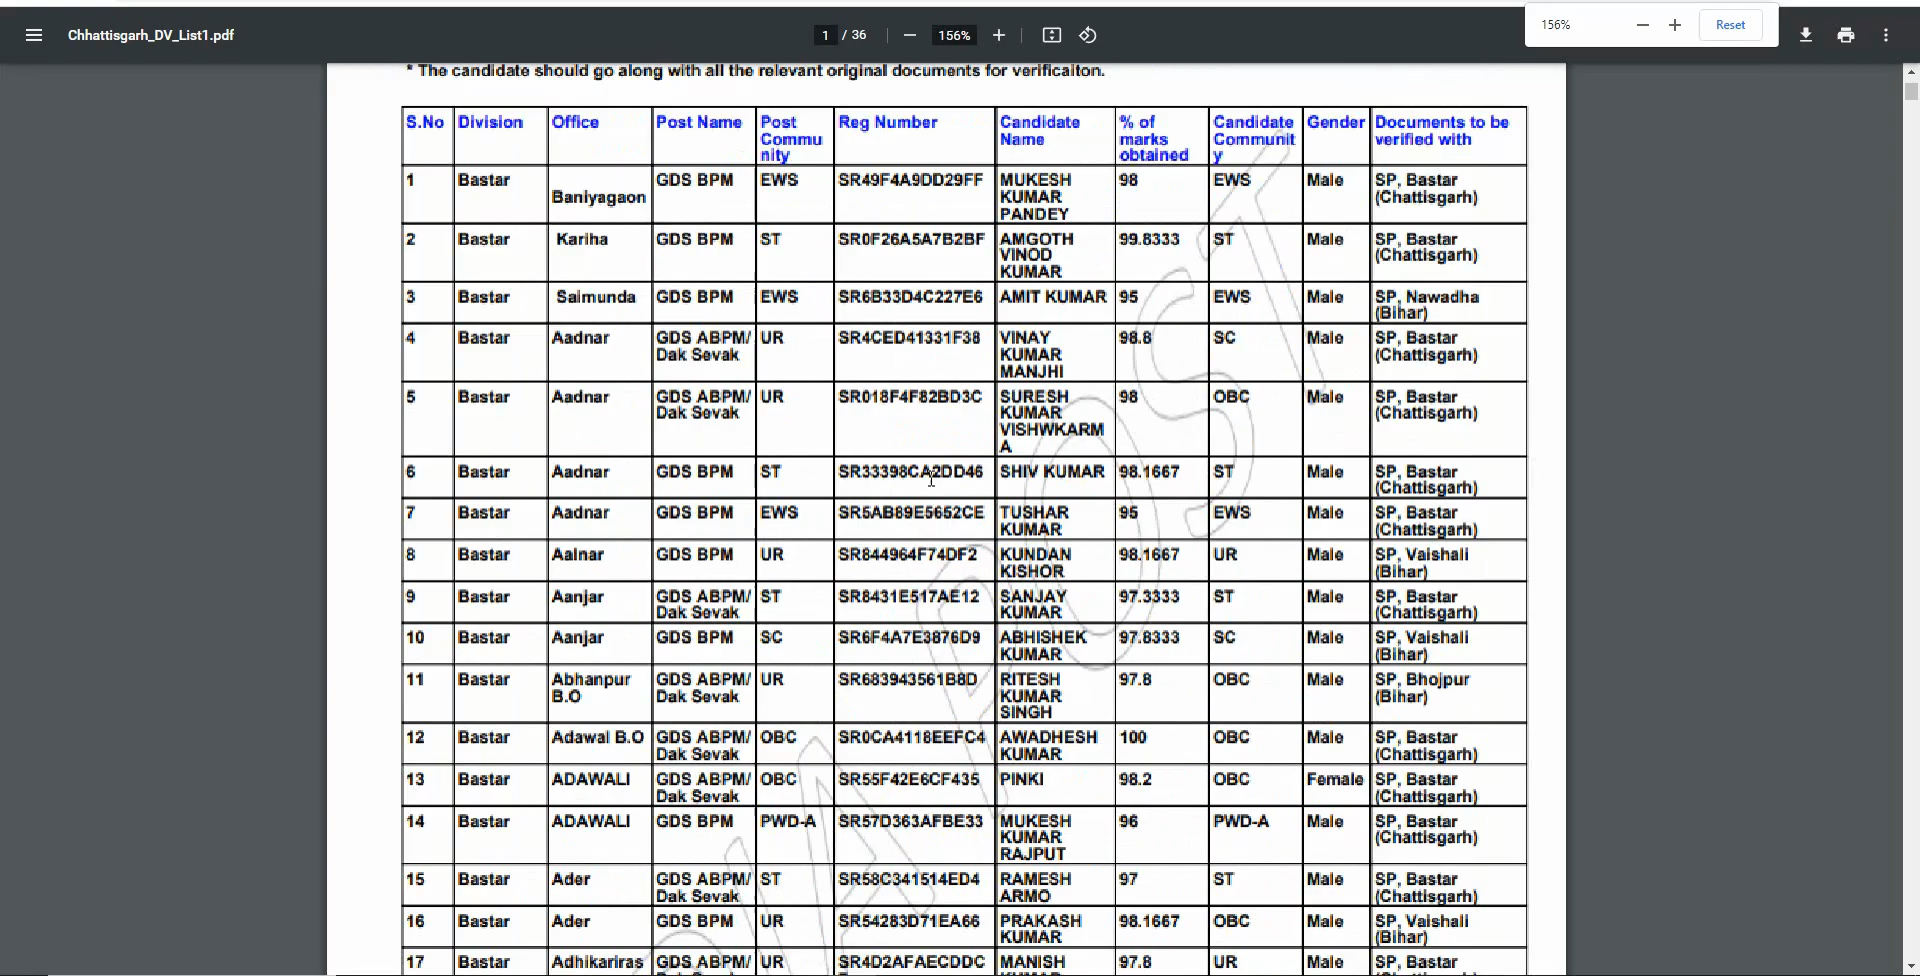 Chhattisgarh_DV_List1.pdf 1 / 36 156% 156% Reset
* The candidate should go along with all the relevant original documents for verificaiton.
S.No Division Office Post Name Post Commu nity Reg Number Candidate Name % of marks obtained Candidate Communit y Gender Documents to be verified with
1 Bastar Baniyagaon GDS BPM EWS SR49F4A9DD29FF MUKESH KUMAR PANDEY 98 EWS Male SP, Bastar (Chattisgarh)
2 Bastar Kariha GDS BPM ST SR0F26A5A7B2BF AMGOTH VINOD KUMAR 99.8333 ST Male SP, Bastar (Chattisgarh)
3 Bastar Saimunda GDS BPM EWS SR6B33D4C227E6 AMIT KUMAR 95 EWS Male SP, Nawadha (Bihar)
4 Bastar Aadnar GDS ABPM/ Dak Sevak UR SR4CED41331F38 VINAY KUMAR MANJHI 98.8 SC Male SP, Bastar (Chattisgarh)
5 Bastar Aadnar GDS ABPM/ Dak Sevak UR SR018F4F82BD3C SURESH KUMAR VISHWKARM A 98 OBC Male SP, Bastar (Chattisgarh)
6 Bastar Aadnar GDS BPM ST SR33398CA2DD46 SHIV KUMAR 98.1667 ST Male SP, Bastar (Chattisgarh)
7 Bastar Aadnar GDS BPM EWS SR5AB89E5652CE TUSHAR KUMAR 95 EWS Male SP, Bastar (Chattisgarh)
8 Bastar Aalnar GDS BPM UR SR844964F74DF2 KUNDAN KISHOR 98.1667 UR Male SP, Vaishali (Bihar)
9 Bastar Aanjar GDS ABPM/ Dak Sevak ST SR8431E517AE12 SANJAY KUMAR 97.3333 ST Male SP, Bastar (Chattisgarh)
10 Bastar Aanjar GDS BPM SC SR6F4A7E3876D9 ABHISHEK KUMAR 97.8333 SC Male SP, Vaishali (Bihar)
11 Bastar Abhanpur B.O GDS ABPM/ Dak Sevak UR SR683943561B8D RITESH KUMAR SINGH 97.8 OBC Male SP, Bhojpur (Bihar)
12 Bastar Adawal B.O GDS ABPM/ Dak Sevak OBC SR0CA4118EEFC4 AWADHESH KUMAR 100 OBC Male SP, Bastar (Chattisgarh)
13 Bastar ADAWALI GDS ABPM/ Dak Sevak OBC SR55F42E6CF435 PINKI 98.2 OBC Female SP, Bastar (Chattisgarh)
14 Bastar ADAWALI GDS BPM PWD-A SR57D363AFBE33 MUKESH KUMAR RAJPUT 96 PWD-A Male SP, Bastar (Chattisgarh)
15 Bastar Ader GDS ABPM/ Dak Sevak ST SR58C341514ED4 RAMESH ARMO 97 ST Male SP, Bastar (Chattisgarh)
16 Bastar Ader GDS BPM UR SR54283D71EA66 PRAKASH KUMAR 98.1667 OBC Male SP, Vaishali (Bihar)
17 Bastar Adhikariras GDS ABPM/ UR SR4D2AFAECDDC MANISH 97.8 UR Male SP, Bastar
POST